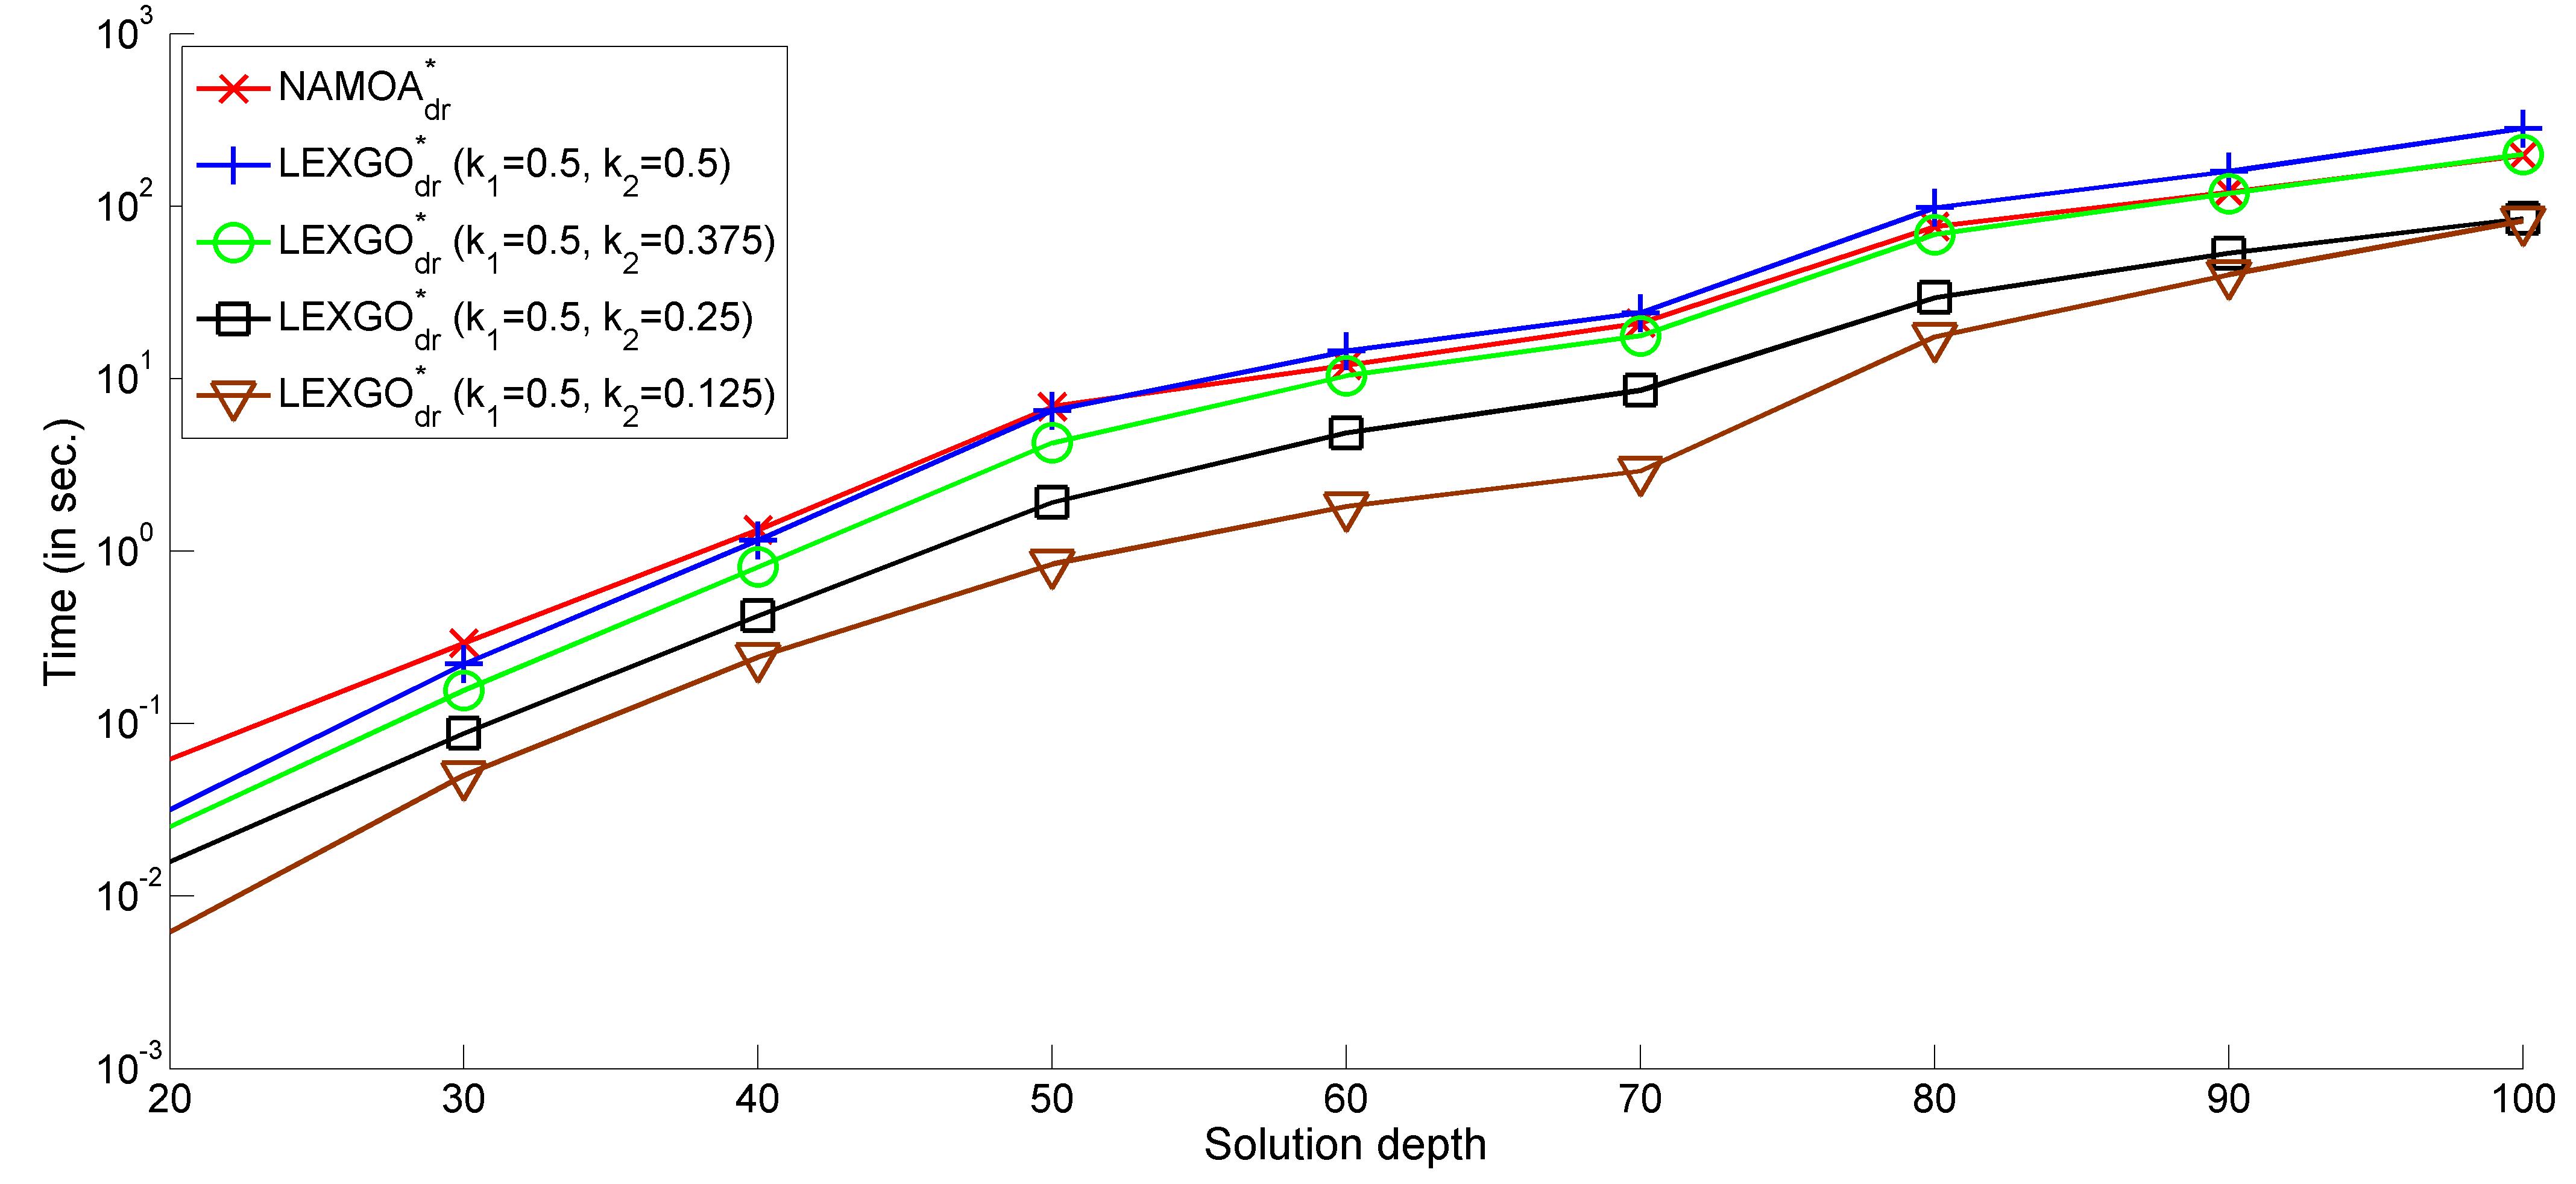 10^3
10^2
10^1
10^0
10^-1
10^-2
10^-3
Time (in sec.)
NAMOA*dr
LEXGO*dr (k1=0.5, k2=0.5)
LEXGO*dr (k1=0.5, k2=0.375)
LEXGO*dr (k1=0.5, k2=0.25)
LEXGO*dr (k1=0.5, k2=0.125)
20 30 40 50 60 70 80 90 100
Solution depth